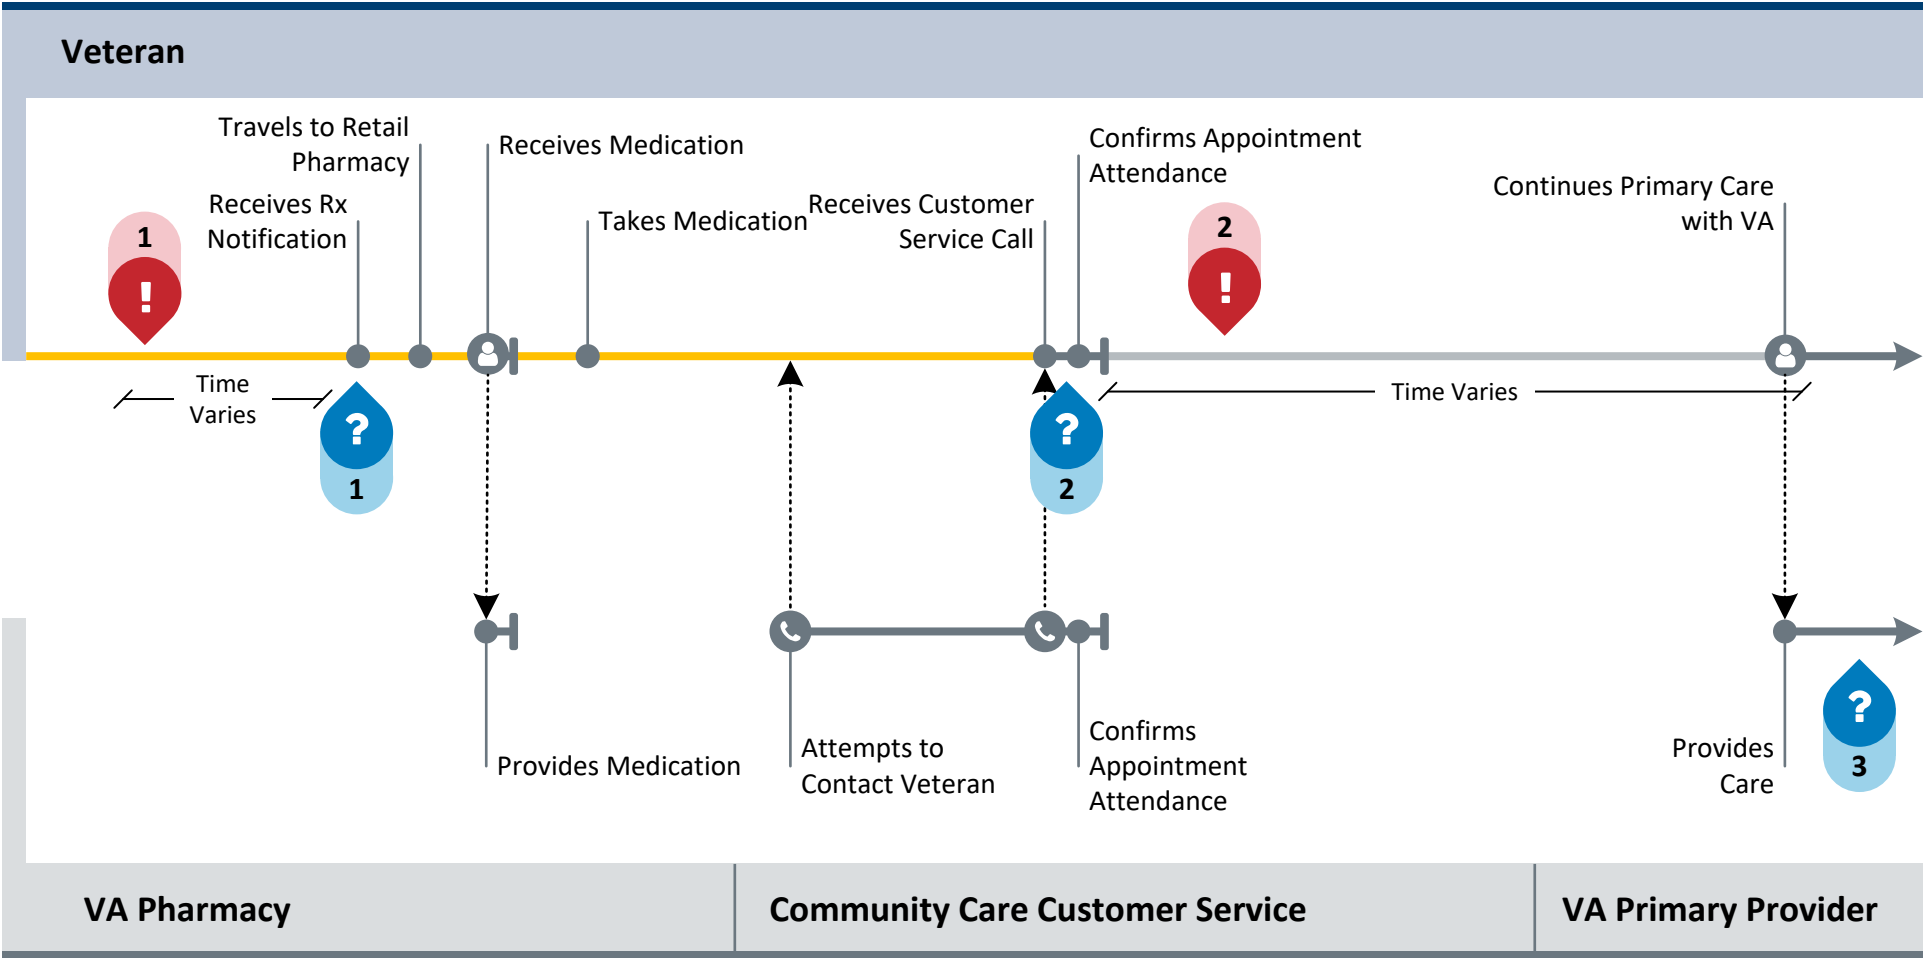 Veteran
Travels to Retail
Pharmacy
Receives Medication
Confirms Appointment
Attendance
Receives Rx
Notification
Takes Medication
Receives Customer
Service Call
Continues Primary Care
with VA
1
!
2
!
Time
Varies
?
1
?
2
Time Varies
Provides Medication
Attempts to
Contact Veteran
Confirms
Appointment
Attendance
Provides
Care
?
3
VA Pharmacy
Community Care Customer Service
VA Primary Provider